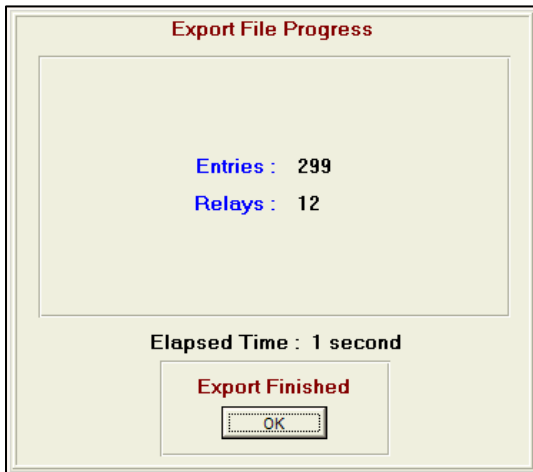 Export File Progress
Entries : 299
Relays : 12
Elapsed Time : 1 second
Export Finished
OK